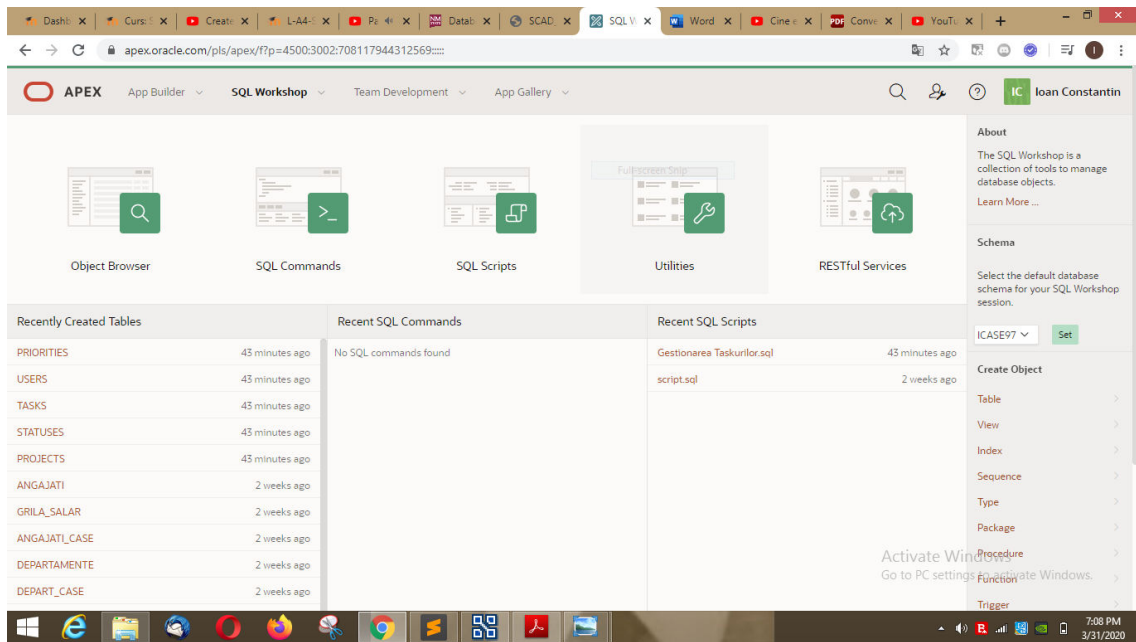 Dashb
Curs: S
Create
L-A4-S
Pa
Datab
SCAD_
SQL W
Word
Cine e
Conve
YouTu
apex.oracle.com/pls/apex/f?p=4500:3002:708117944312569:::::
APEX App Builder SQL Workshop Team Development App Gallery IC Ioan Constantin
Full-screen Snip
Object Browser SQL Commands SQL Scripts Utilities RESTful Services
Recently Created Tables
PRIORITIES 43 minutes ago
USERS 43 minutes ago
TASKS 43 minutes ago
STATUSES 43 minutes ago
PROJECTS 43 minutes ago
ANGAJATI 2 weeks ago
GRILA_SALAR 2 weeks ago
ANGAJATI_CASE 2 weeks ago
DEPARTAMENTE 2 weeks ago
DEPART_CASE 2 weeks ago
Recent SQL Commands
No SQL commands found
Recent SQL Scripts
Gestionarea Taskurilor.sql 43 minutes ago
script.sql 2 weeks ago
About
The SQL Workshop is a
collection of tools to manage
database objects.
Learn More ...
Schema
Select the default database
schema for your SQL Workshop
session.
ICASE97 Set
Create Object
Table
View
Index
Sequence
Type
Package
Procedure
Function
Trigger
Activate Windows
Go to PC settings to activate Windows.
7:08 PM
3/31/2020